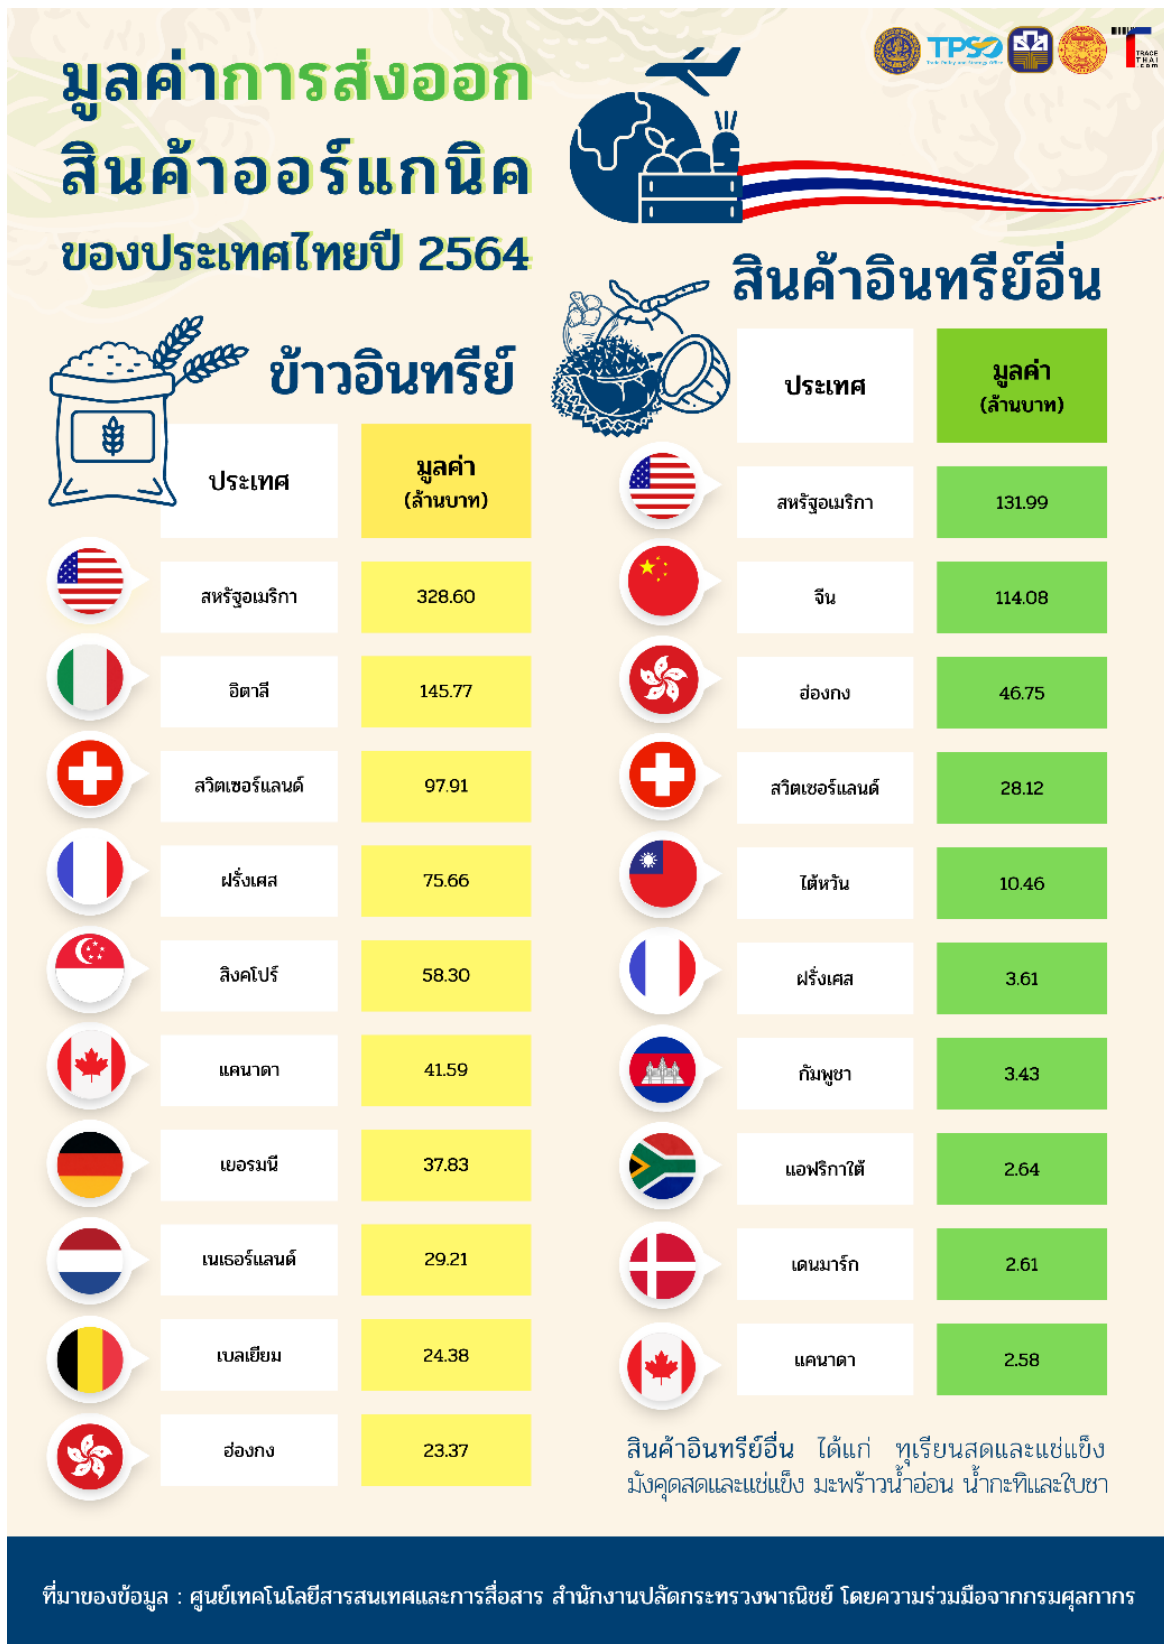 มูลค่าการส่งออก
สินค้าออร์แกนิค
ของประเทศไทยปี 2564
TPSO
Trade Policy and Strategy Office
TRACE
THAI
.com
ข้าวอินทรีย์
ประเทศ มูลค่า
(ล้านบาท)
สหรัฐอเมริกา 328.60
อิตาลี 145.77
สวิตเซอร์แลนด์ 97.91
ฝรั่งเศส 75.66
สิงคโปร์ 58.30
แคนาดา 41.59
เยอรมนี 37.83
เนเธอร์แลนด์ 29.21
เบลเยียม 24.38
ฮ่องกง 23.37
สินค้าอินทรีย์อื่น
ประเทศ มูลค่า
(ล้านบาท)
สหรัฐอเมริกา 131.99
จีน 114.08
ฮ่องกง 46.75
สวิตเซอร์แลนด์ 28.12
ไต้หวัน 10.46
ฝรั่งเศส 3.61
กัมพูชา 3.43
แอฟริกาใต้ 2.64
เดนมาร์ก 2.61
แคนาดา 2.58
สินค้าอินทรีย์อื่น ได้แก่ ทุเรียนสดและแช่แข็ง
มังคุดสดและแช่แข็ง มะพร้าวน้ำอ่อน น้ำกะทิและใบชา
ที่มาของข้อมูล : ศูนย์เทคโนโลยีสารสนเทศและการสื่อสาร สำนักงานปลัดกระทรวงพาณิชย์ โดยความร่วมมือจากกรมศุลกากร